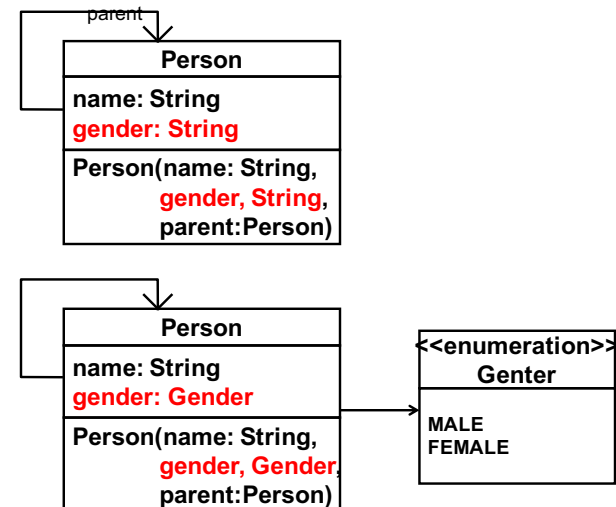 parent
Person
name: String
gender: String
Person(name: String,
gender, String,
parent:Person)
Person
name: String
gender: Gender
Person(name: String,
gender, Gender,
parent:Person)
<<enumeration>>
Genter
MALE
FEMALE